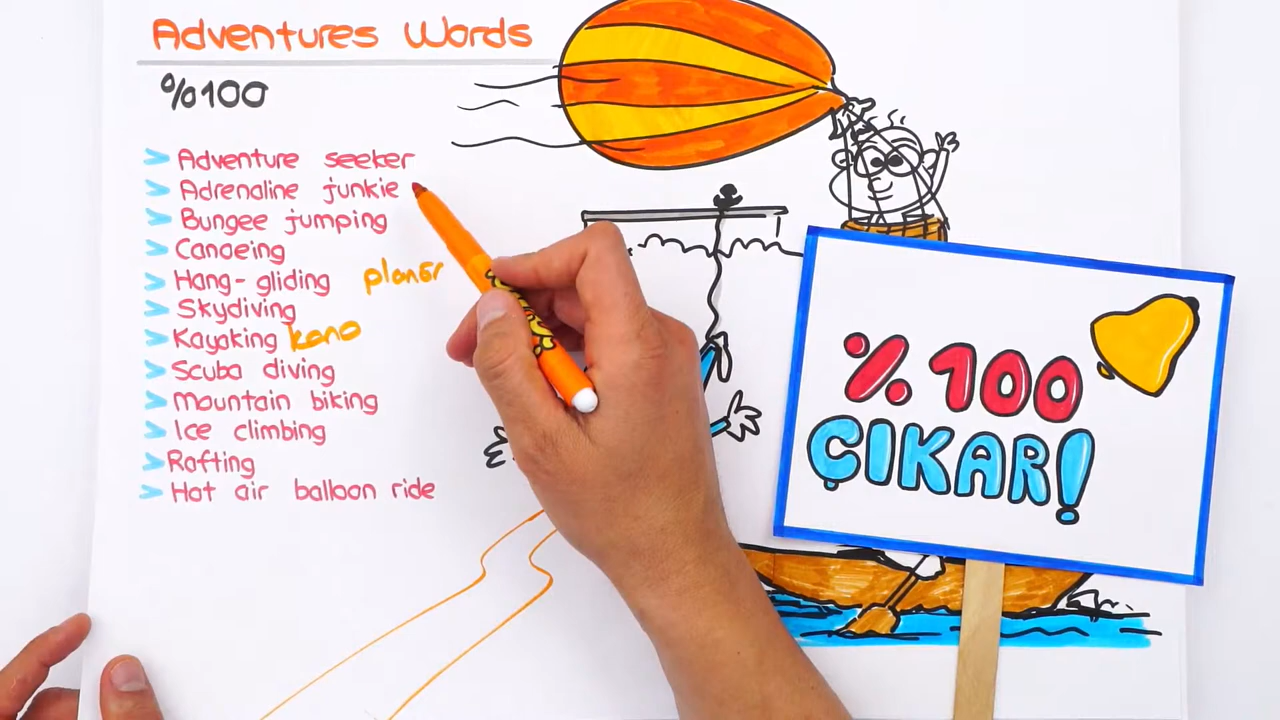 Adventures Words
%100
Adventure seeker
Adrenaline junkie
Bungee jumping
Canoeing
Hang-gliding planör
Skydiving
Kayaking kano
Scuba diving
Mountain biking
Ice climbing
Rafting
Hot air balloon ride
%100
ÇIKAR!